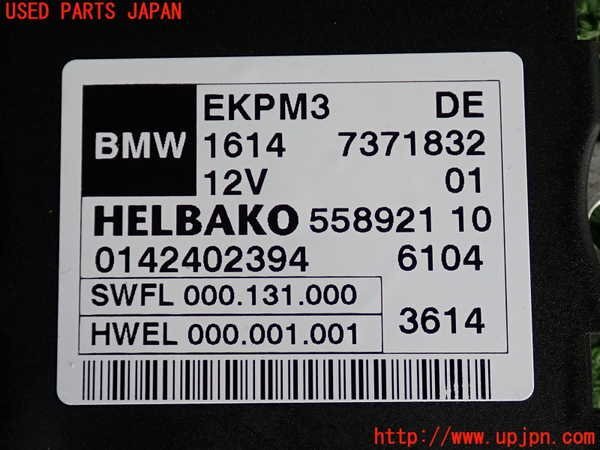 USED PARTS JAPAN
EKPM3 DE
BMW 1614 7371832
12V 01
HELBAKO 558921 10
0142402394 6104
SWFL 000.131.000
HWEL 000.001.001 3614
http://www.upjpn.com/